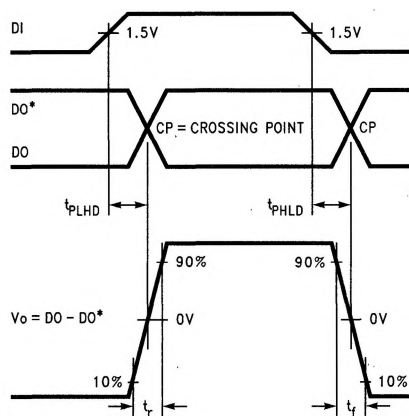 DI
1.5V
1.5V
DO*
CP = CROSSING POINT
CP
DO
tPLHD
tPHLD
90%
90%
Vo = DO - DO*
0V
0V
10%
10%
tr
tf